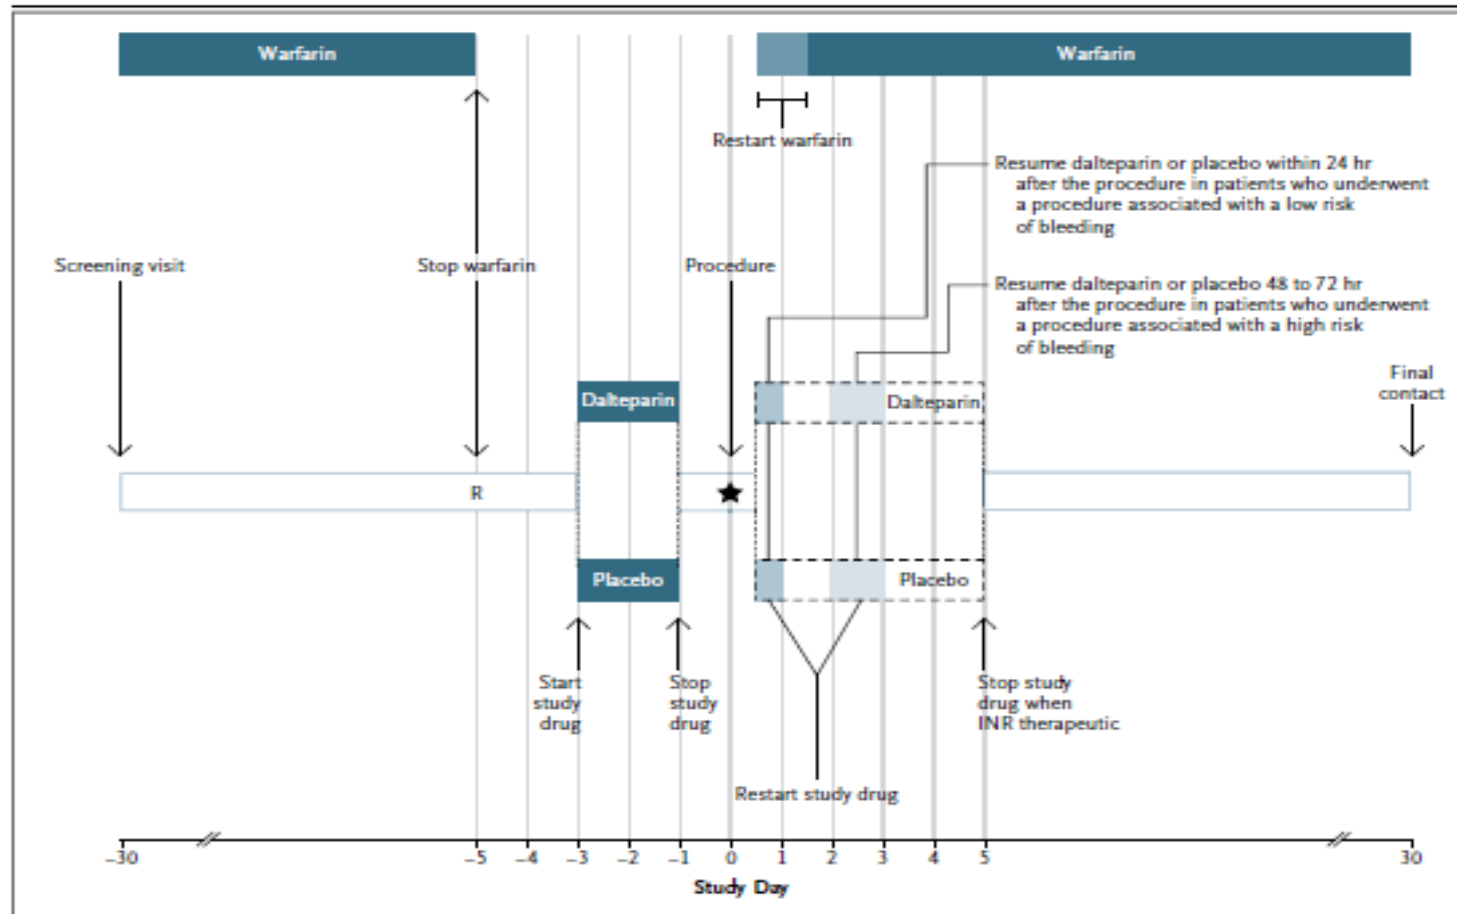 Warfarin
Warfarin
Restart warfarin
Resume dalteparin or placebo within 24 hr
after the procedure in patients who underwent
a procedure associated with a low risk
of bleeding
Screening visit
Stop warfarin
Procedure
Resume dalteparin or placebo 48 to 72 hr
after the procedure in patients who underwent
a procedure associated with a high risk
of bleeding
Final
contact
Dalteparin
Dalteparin
R
Placebo
Placebo
Start
study
drug
Stop
study
drug
Stop study
drug when
INR therapeutic
Restart study drug
–30
–5
–4
–3
–2
–1
0
1
2
3
4
5
30
Study Day